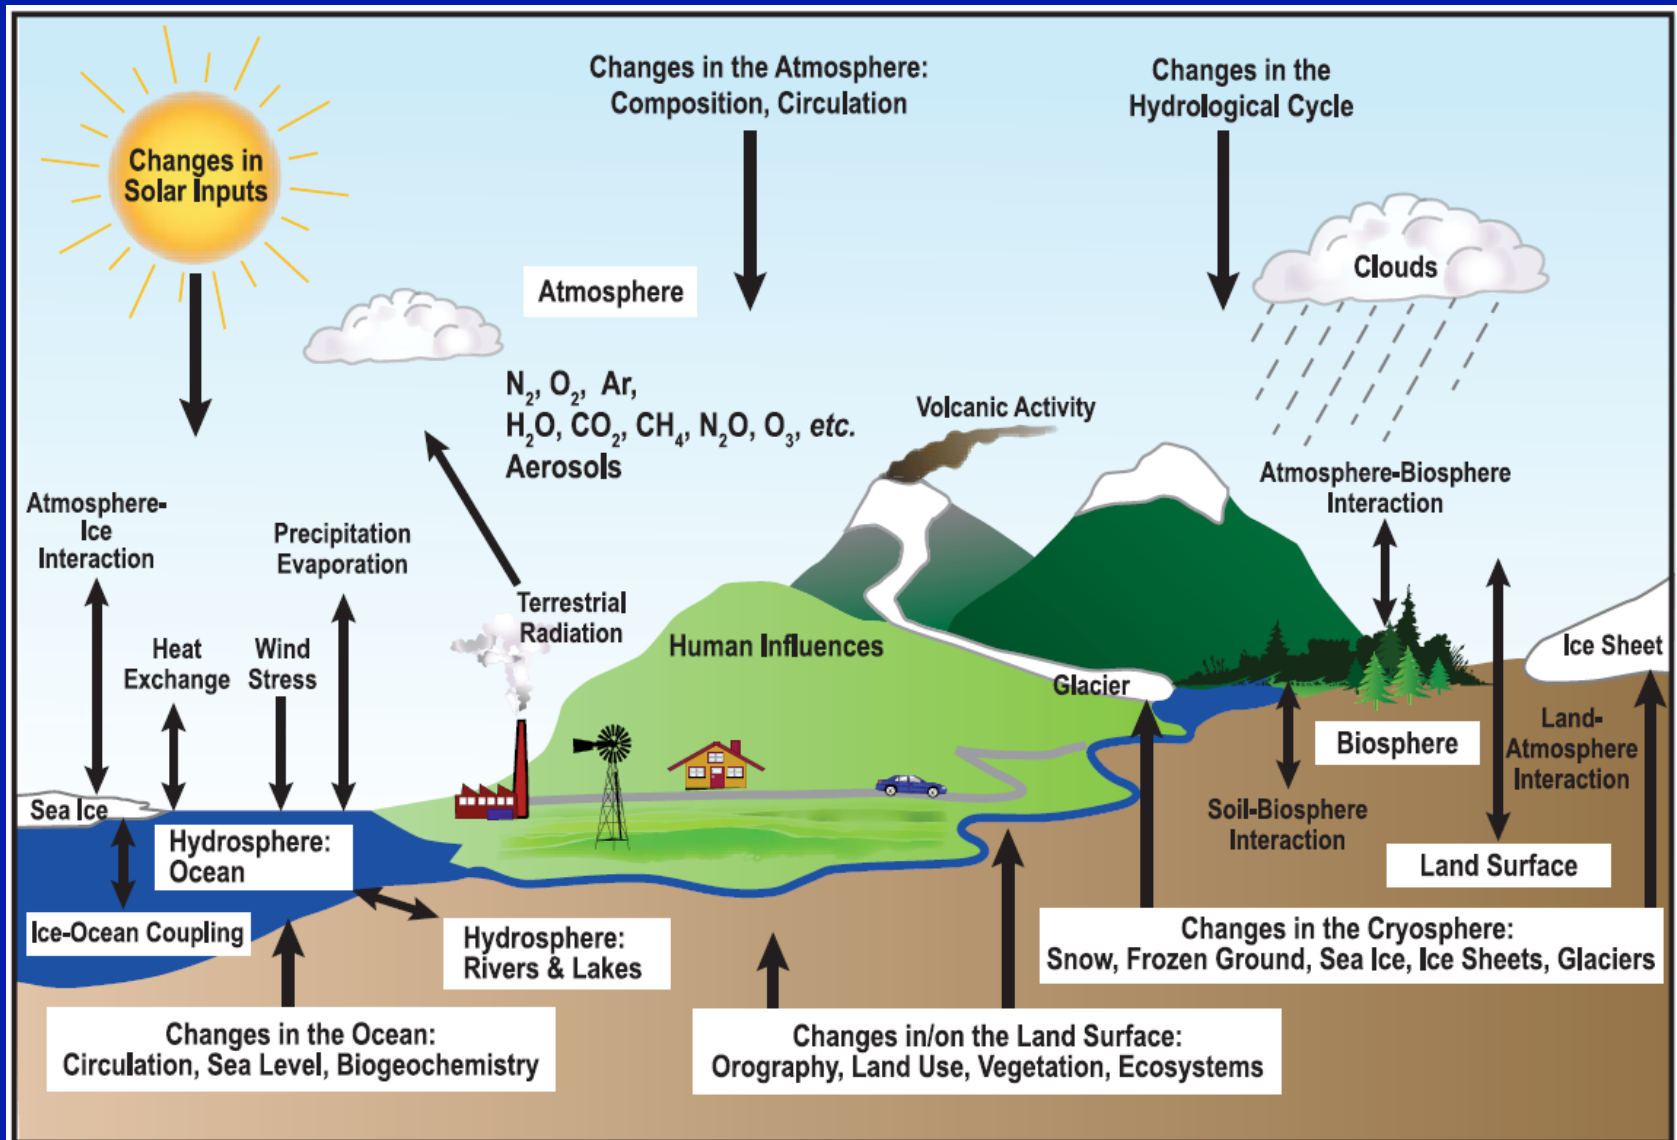 Changes in the Atmosphere:
Composition, Circulation
Changes in the
Hydrological Cycle
Changes in
Solar Inputs
Clouds
Atmosphere
N₂, O₂, Ar,
H₂O, CO₂, CH₄, N₂O, O₃, etc.
Aerosols
Volcanic Activity
Atmosphere-
Ice
Interaction
Precipitation
Evaporation
Atmosphere-Biosphere
Interaction
Terrestrial
Radiation
Heat
Exchange
Wind
Stress
Human Influences
Ice Sheet
Glacier
Land-
Atmosphere
Interaction
Biosphere
Sea Ice
Soil-Biosphere
Interaction
Hydrosphere:
Ocean
Land Surface
Ice-Ocean Coupling
Hydrosphere:
Rivers & Lakes
Changes in the Cryosphere:
Snow, Frozen Ground, Sea Ice, Ice Sheets, Glaciers
Changes in the Ocean:
Circulation, Sea Level, Biogeochemistry
Changes in/on the Land Surface:
Orography, Land Use, Vegetation, Ecosystems